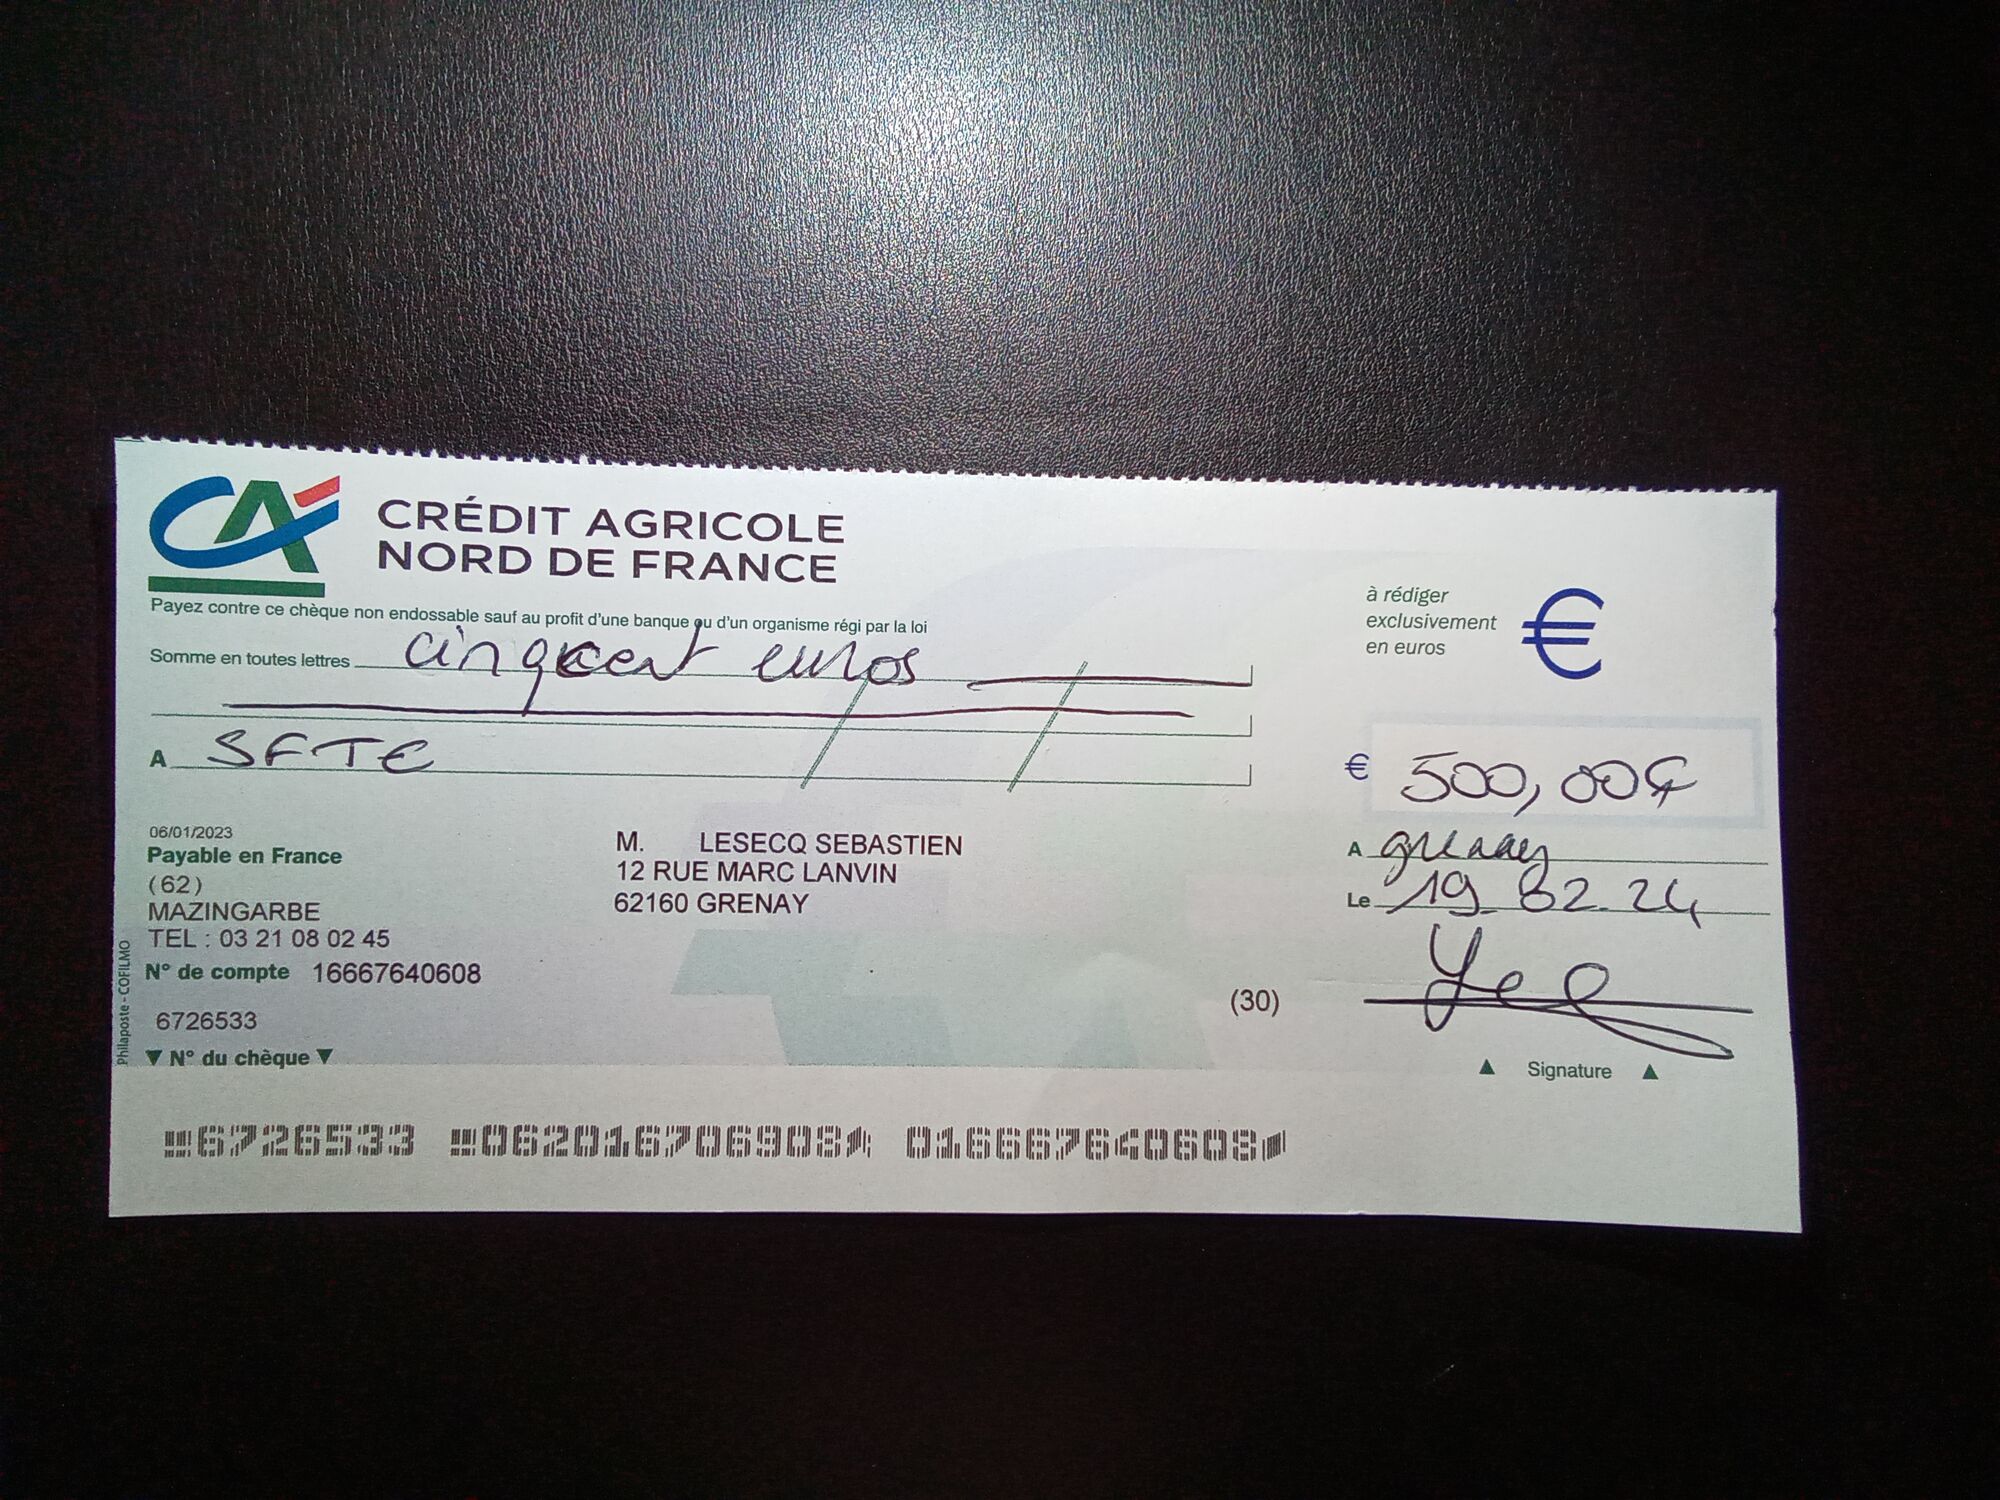 CA
CRÉDIT AGRICOLE
NORD DE FRANCE
Payez contre ce chèque non endossable sauf au profit d'une banque ou d'un organisme régi par la loi
Somme en toutes lettres cinqcent euros
A SFTE
à rédiger
exclusivement
en euros
€
€ 500,00€
A grenay
Le 19.02.24
06/01/2023
Payable en France
(62)
MAZINGARBE
TEL : 03 21 08 02 45
N° de compte 16667640608
6726533
▼ N° du chèque ▼
Philaposte - COFILMO
M. LESECQ SEBASTIEN
12 RUE MARC LANVIN
62160 GRENAY
(30)
▲ Signature ▲
6726533 062016706908 016667640608